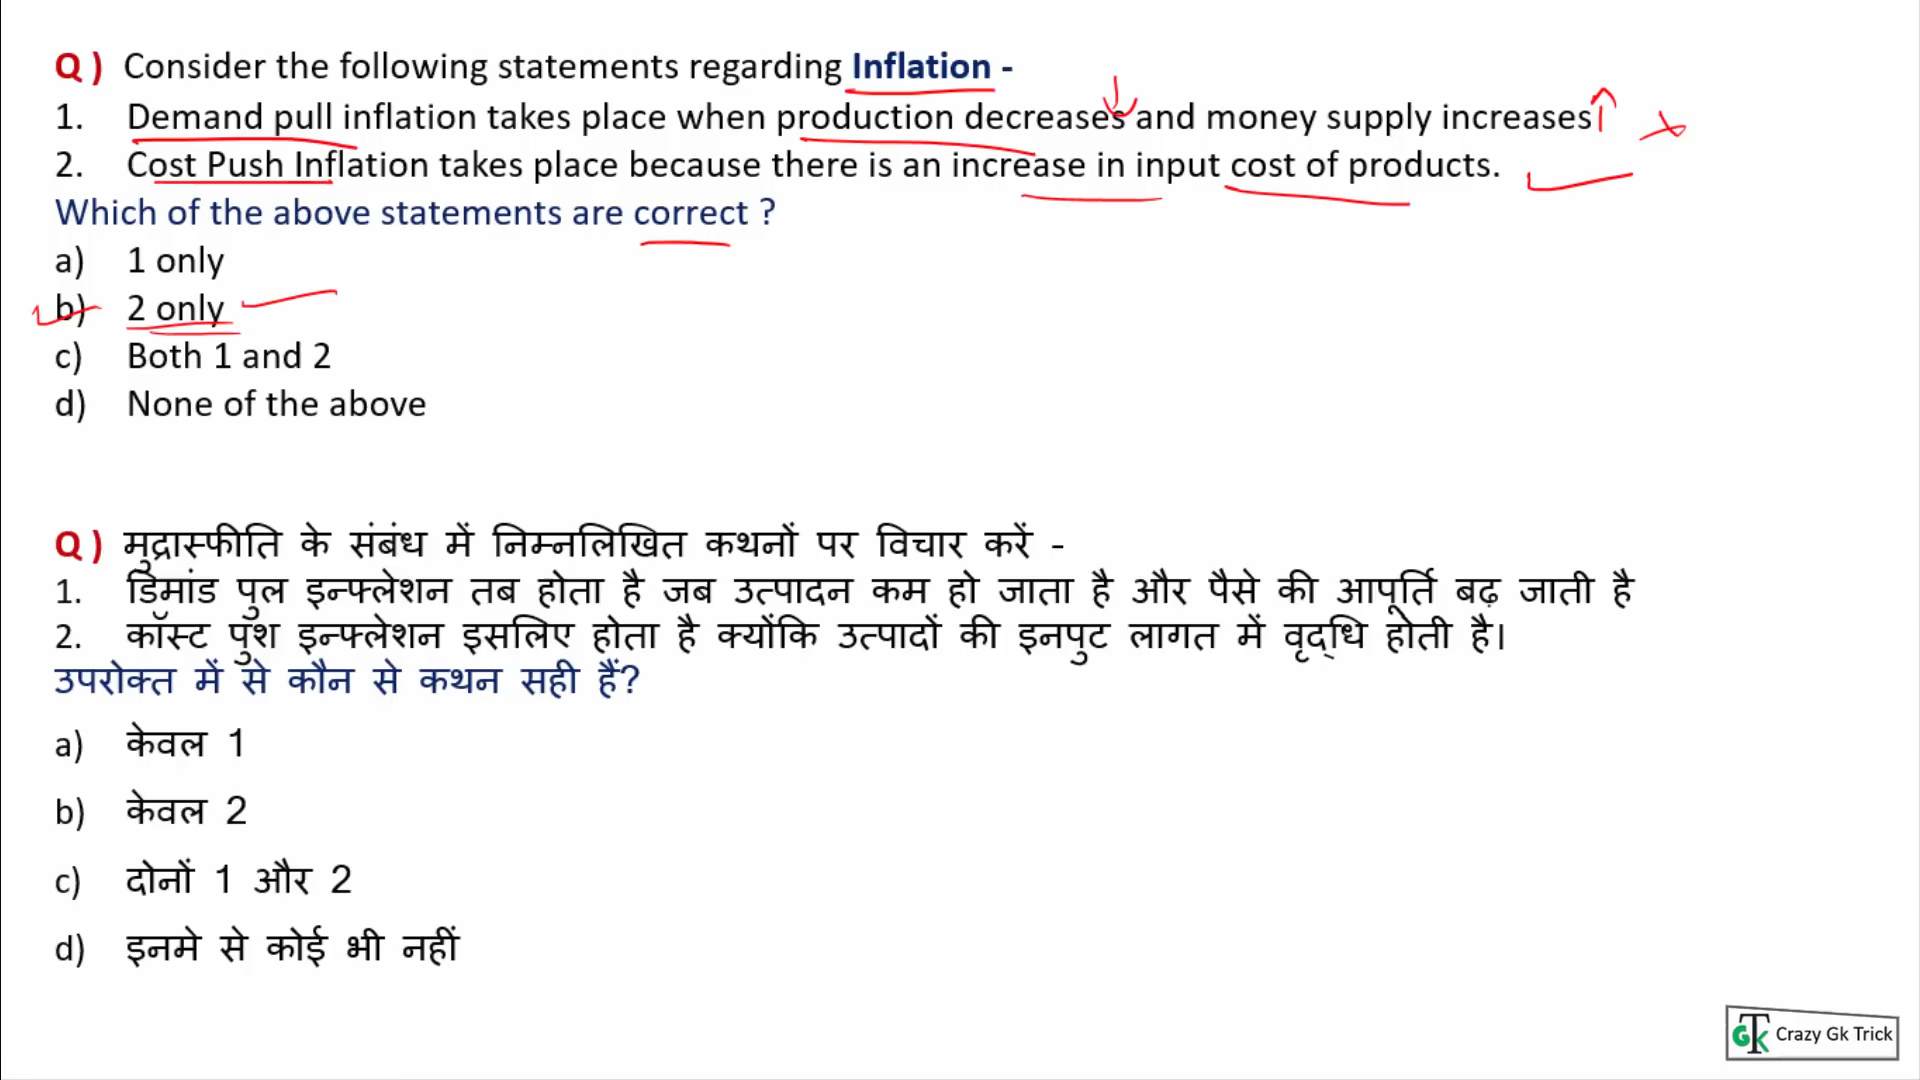 Q ) Consider the following statements regarding Inflation -
1. Demand pull inflation takes place when production decreases and money supply increases
2. Cost Push Inflation takes place because there is an increase in input cost of products.
Which of the above statements are correct ?
a) 1 only
b) 2 only
c) Both 1 and 2
d) None of the above
Q ) मुद्रास्फीति के संबंध में निम्नलिखित कथनों पर विचार करें -
1. डिमांड पुल इन्फ्लेशन तब होता है जब उत्पादन कम हो जाता है और पैसे की आपूर्ति बढ़ जाती है
2. कॉस्ट पुश इन्फ्लेशन इसलिए होता है क्योंकि उत्पादों की इनपुट लागत में वृद्धि होती है।
उपरोक्त में से कौन से कथन सही हैं?
a) केवल 1
b) केवल 2
c) दोनों 1 और 2
d) इनमे से कोई भी नहीं
GTK Crazy Gk Trick